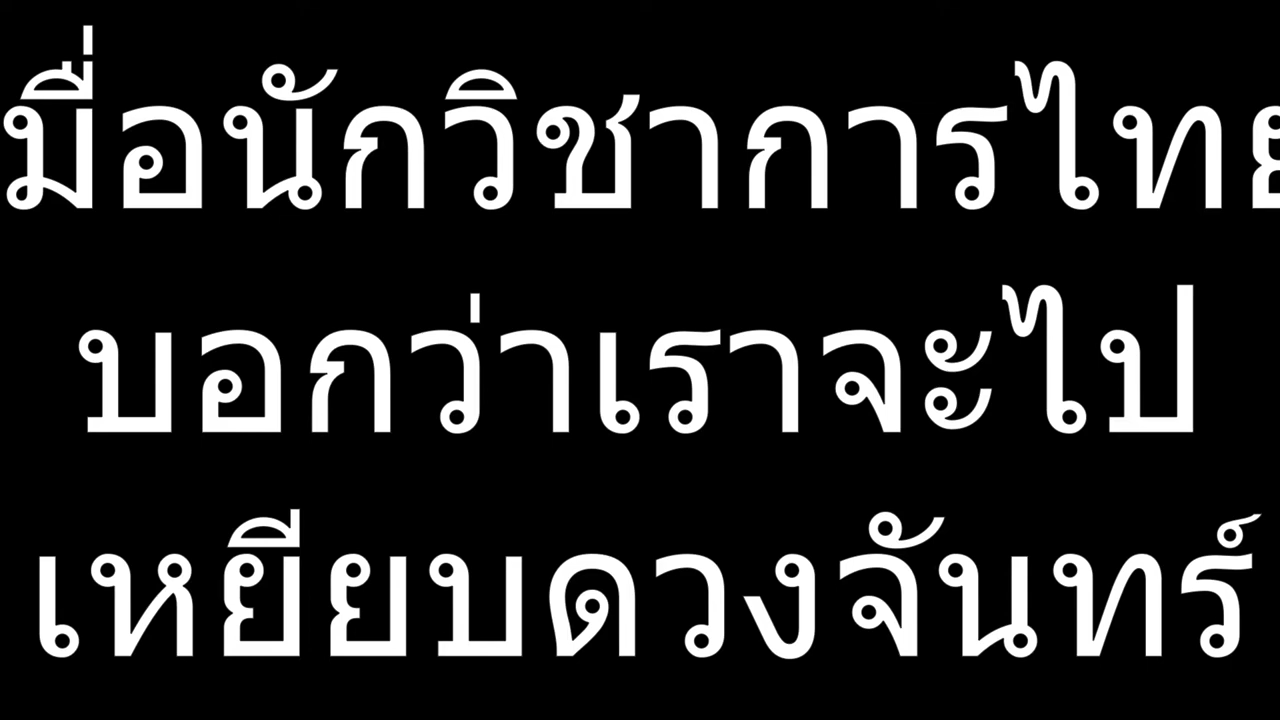 มื่อนักวิชาการไทย
บอกว่าเราจะไป
เหยียบดวงจันทร์